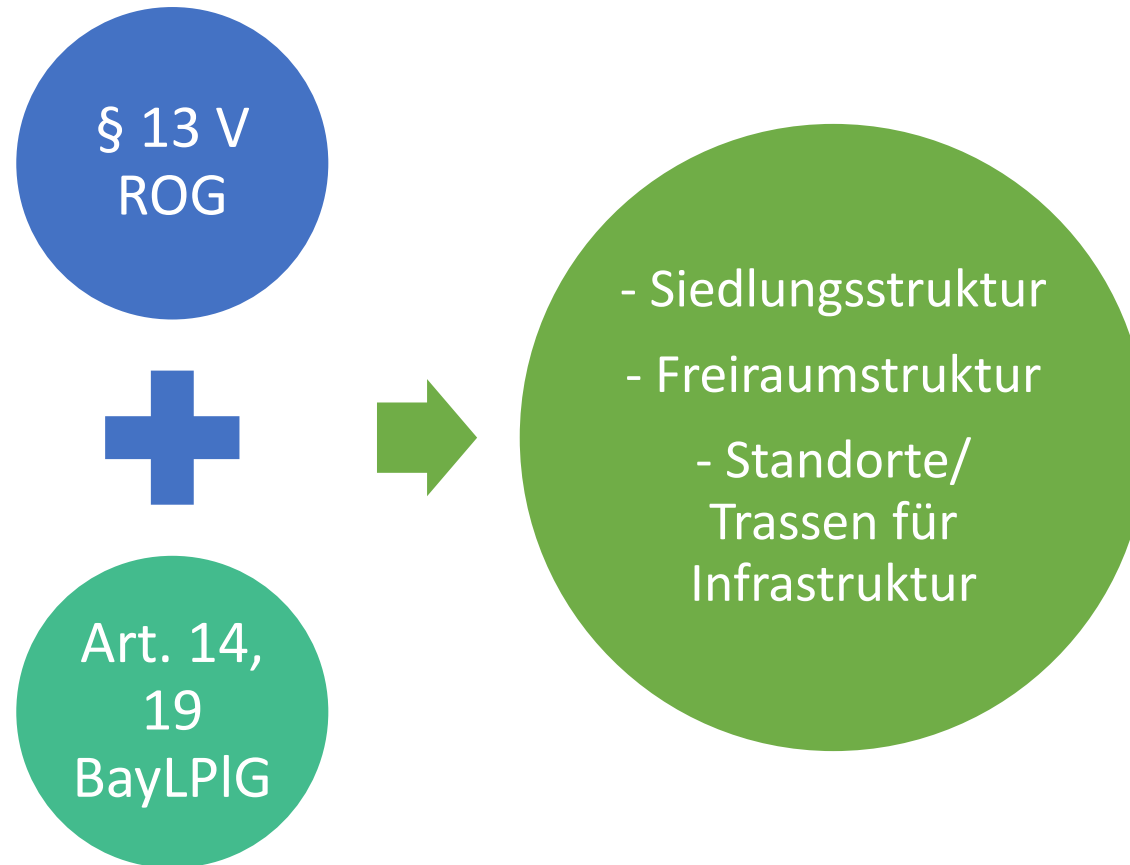 § 13 V
ROG
Art. 14,
19
BayLPlG
- Siedlungsstruktur
- Freiraumstruktur
- Standorte/
Trassen für
Infrastruktur